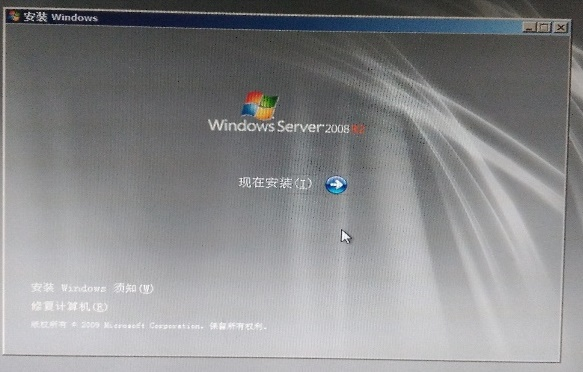 安装 Windows
Windows Server 2008 R2
现在安装(I)
安装 Windows 须知(W)
修复计算机(R)
版权所有 © 2009 Microsoft Corporation。保留所有权利。